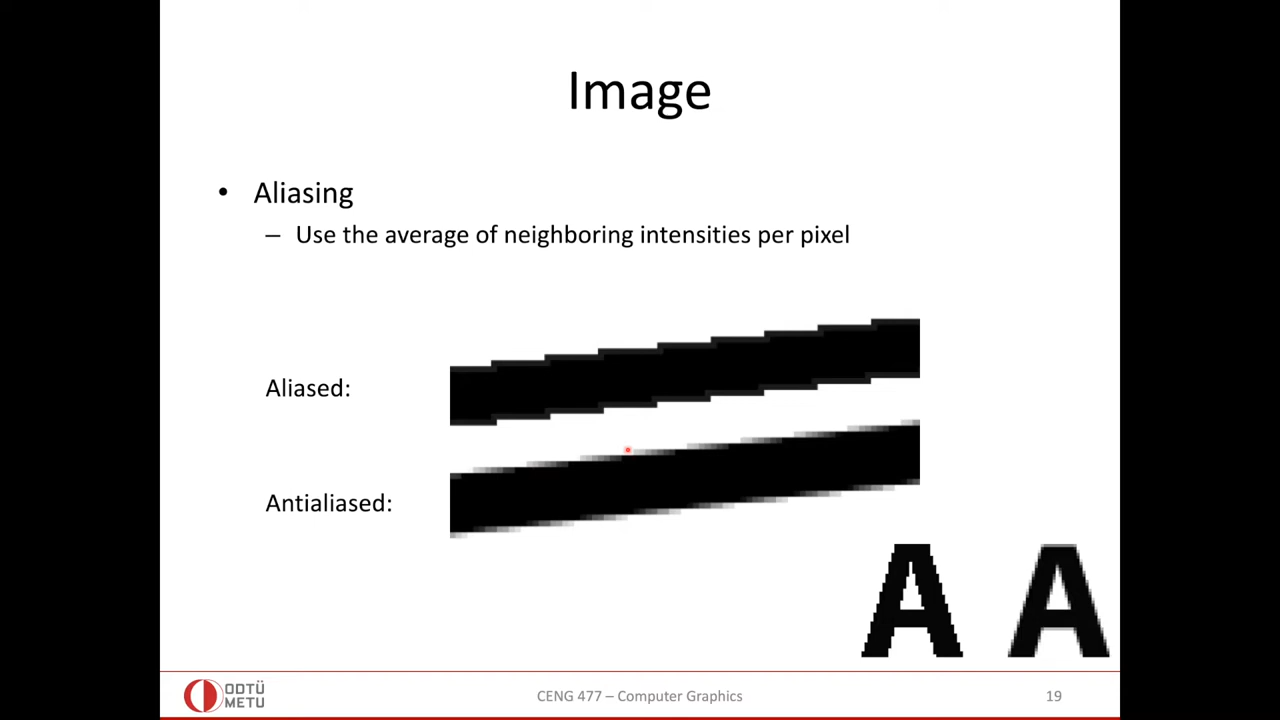 Image
• Aliasing
– Use the average of neighboring intensities per pixel
Aliased:
Antialiased:
A A
ODTÜ
METU
CENG 477 – Computer Graphics
19